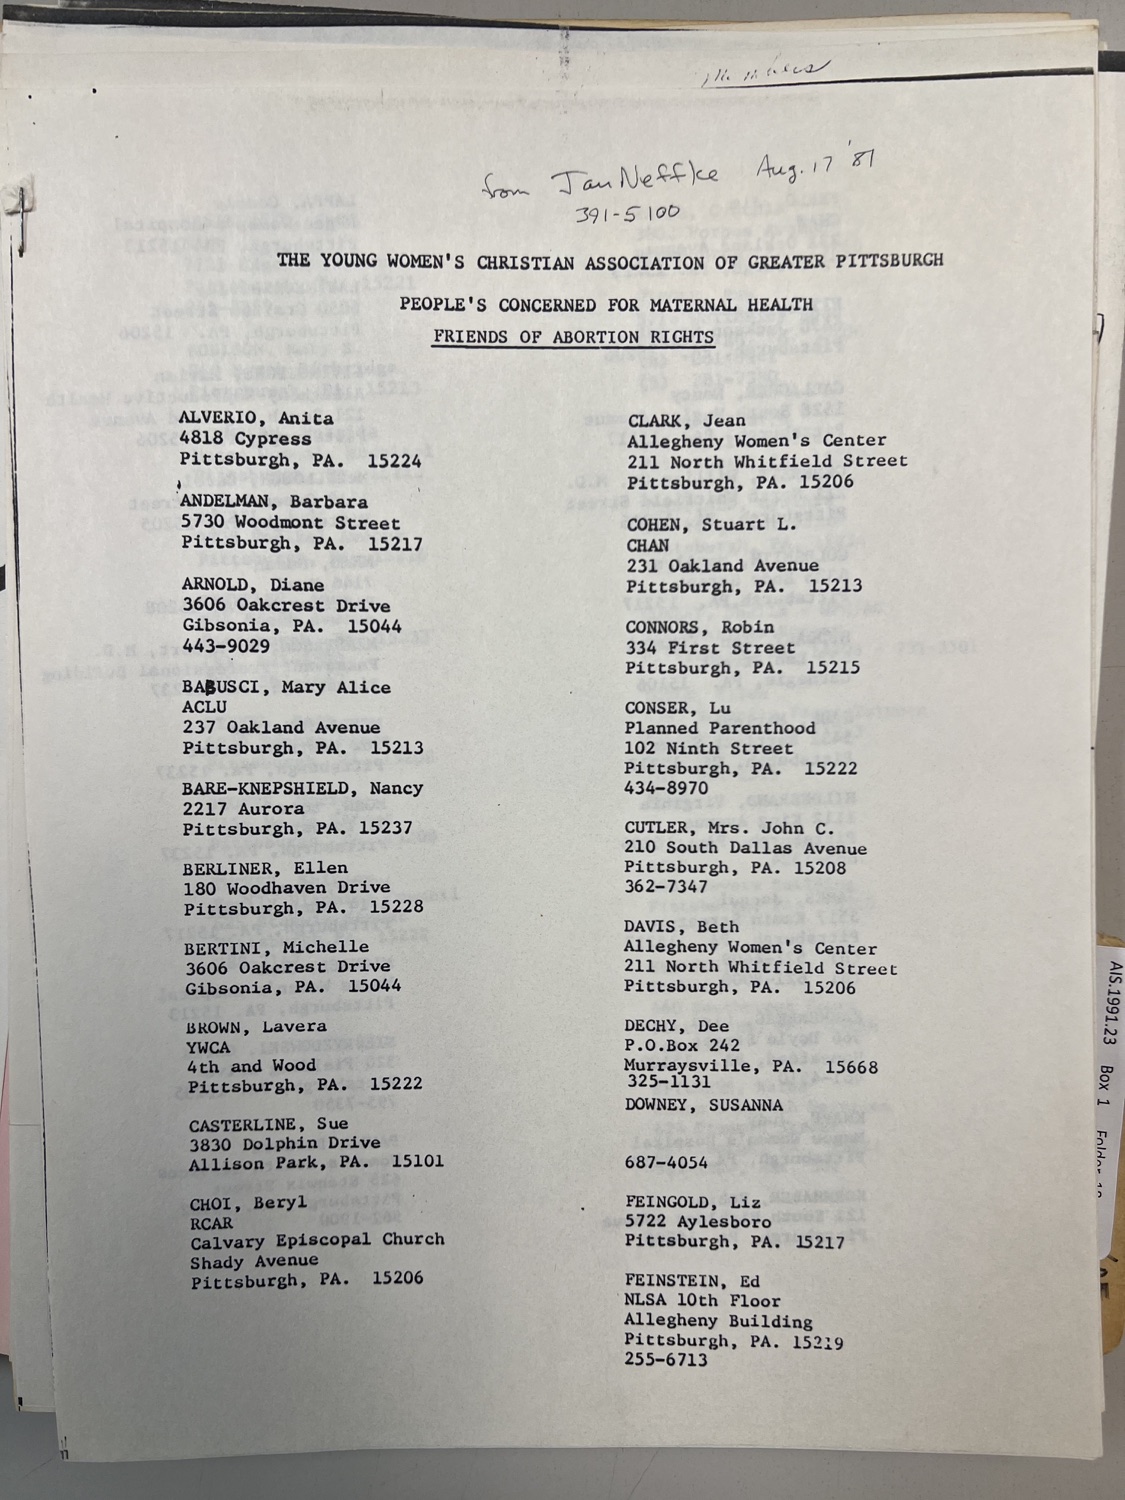 from Jan Neffke Aug. 17 '81
391-5100
THE YOUNG WOMEN'S CHRISTIAN ASSOCIATION OF GREATER PITTSBURGH
PEOPLE'S CONCERNED FOR MATERNAL HEALTH
FRIENDS OF ABORTION RIGHTS
ALVERIO, Anita
4818 Cypress
Pittsburgh, PA. 15224
ANDELMAN, Barbara
5730 Woodmont Street
Pittsburgh, PA. 15217
ARNOLD, Diane
3606 Oakcrest Drive
Gibsonia, PA. 15044
443-9029
BABUSCI, Mary Alice
ACLU
237 Oakland Avenue
Pittsburgh, PA. 15213
BARE-KNEPSHIELD, Nancy
2217 Aurora
Pittsburgh, PA. 15237
BERLINER, Ellen
180 Woodhaven Drive
Pittsburgh, PA. 15228
BERTINI, Michelle
3606 Oakcrest Drive
Gibsonia, PA. 15044
BROWN, Lavera
YWCA
4th and Wood
Pittsburgh, PA. 15222
CASTERLINE, Sue
3830 Dolphin Drive
Allison Park, PA. 15101
CHOI, Beryl
RCAR
Calvary Episcopal Church
Shady Avenue
Pittsburgh, PA. 15206
CLARK, Jean
Allegheny Women's Center
211 North Whitfield Street
Pittsburgh, PA. 15206
COHEN, Stuart L.
CHAN
231 Oakland Avenue
Pittsburgh, PA. 15213
CONNORS, Robin
334 First Street
Pittsburgh, PA. 15215
CONSER, Lu
Planned Parenthood
102 Ninth Street
Pittsburgh, PA. 15222
434-8970
CUTLER, Mrs. John C.
210 South Dallas Avenue
Pittsburgh, PA. 15208
362-7347
DAVIS, Beth
Allegheny Women's Center
211 North Whitfield Street
Pittsburgh, PA. 15206
DECHY, Dee
P.O.Box 242
Murraysville, PA. 15668
325-1131
DOWNEY, SUSANNA
687-4054
FEINGOLD, Liz
5722 Aylesboro
Pittsburgh, PA. 15217
FEINSTEIN, Ed
NLSA 10th Floor
Allegheny Building
Pittsburgh, PA. 15219
255-6713
AIS.1991.23 Box 1